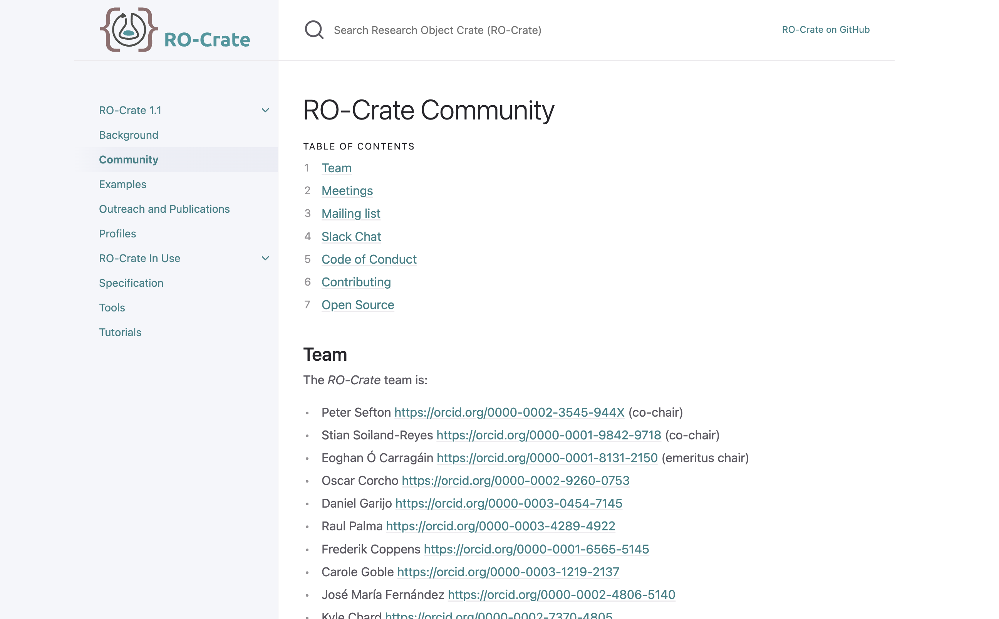 RO-Crate
Search Research Object Crate (RO-Crate)
RO-Crate on GitHub
RO-Crate 1.1
Background
Community
Examples
Outreach and Publications
Profiles
RO-Crate In Use
Specification
Tools
Tutorials
RO-Crate Community
TABLE OF CONTENTS
1 Team
2 Meetings
3 Mailing list
4 Slack Chat
5 Code of Conduct
6 Contributing
7 Open Source
Team
The RO-Crate team is:
• Peter Sefton https://orcid.org/0000-0002-3545-944X (co-chair)
• Stian Soiland-Reyes https://orcid.org/0000-0001-9842-9718 (co-chair)
• Eoghan Ó Carragáin https://orcid.org/0000-0001-8131-2150 (emeritus chair)
• Oscar Corcho https://orcid.org/0000-0002-9260-0753
• Daniel Garijo https://orcid.org/0000-0003-0454-7145
• Raul Palma https://orcid.org/0000-0003-4289-4922
• Frederik Coppens https://orcid.org/0000-0001-6565-5145
• Carole Goble https://orcid.org/0000-0003-1219-2137
• José María Fernández https://orcid.org/0000-0002-4806-5140
• Kyle Chard https://orcid.org/0000-0002-7370-4805